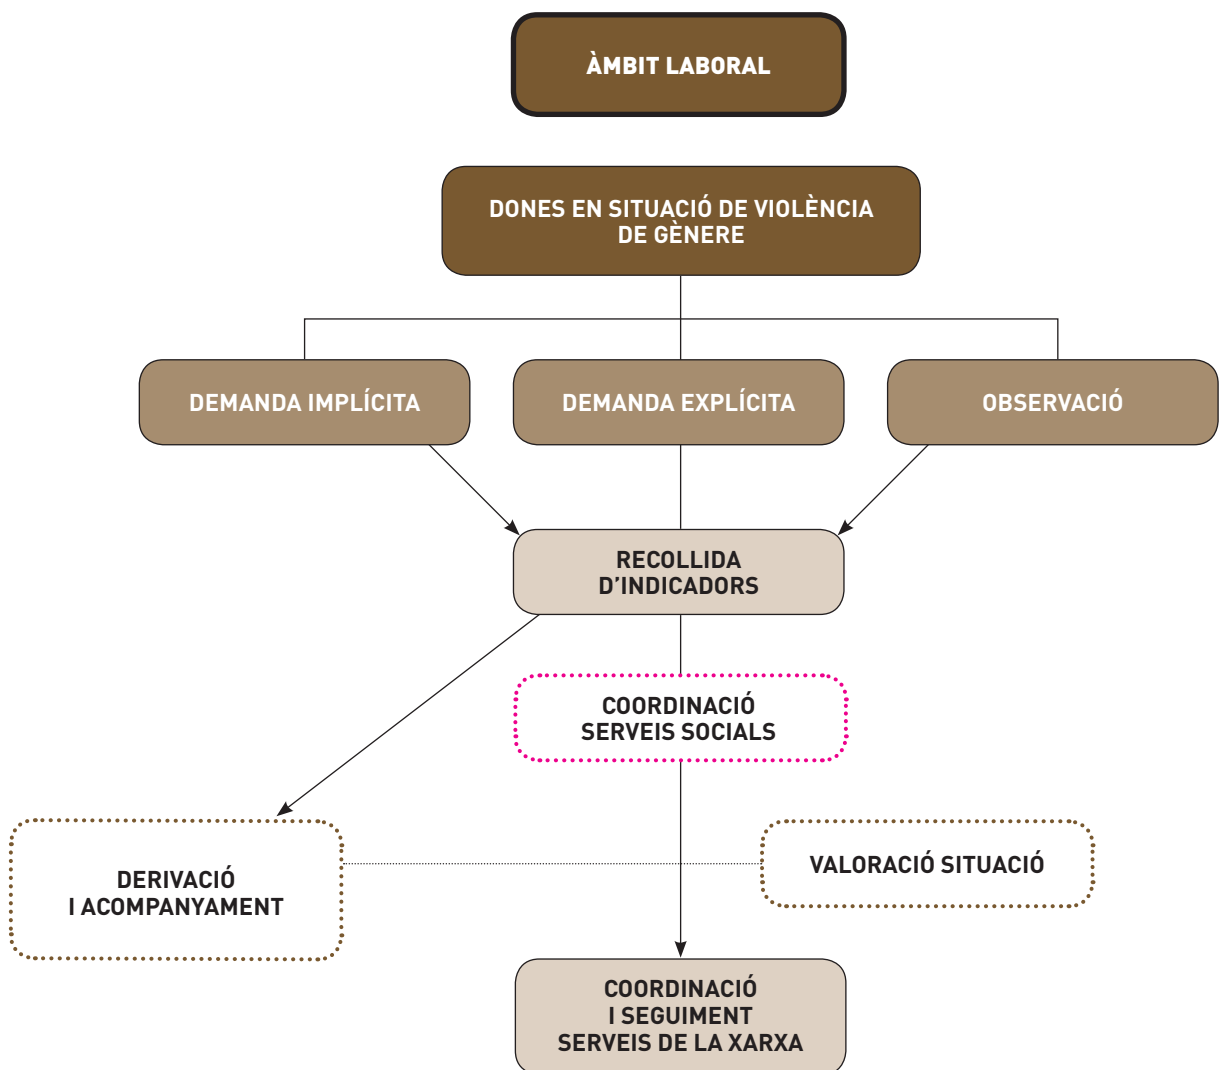 ÀMBIT LABORAL
DONES EN SITUACIÓ DE VIOLÈNCIA
DE GÈNERE
DEMANDA IMPLÍCITA
DEMANDA EXPLÍCITA
OBSERVACIÓ
RECOLLIDA
D’INDICADORS
COORDINACIÓ
SERVEIS SOCIALS
DERIVACIÓ
I ACOMPANYAMENT
VALORACIÓ SITUACIÓ
COORDINACIÓ
I SEGUIMENT
SERVEIS DE LA XARXA